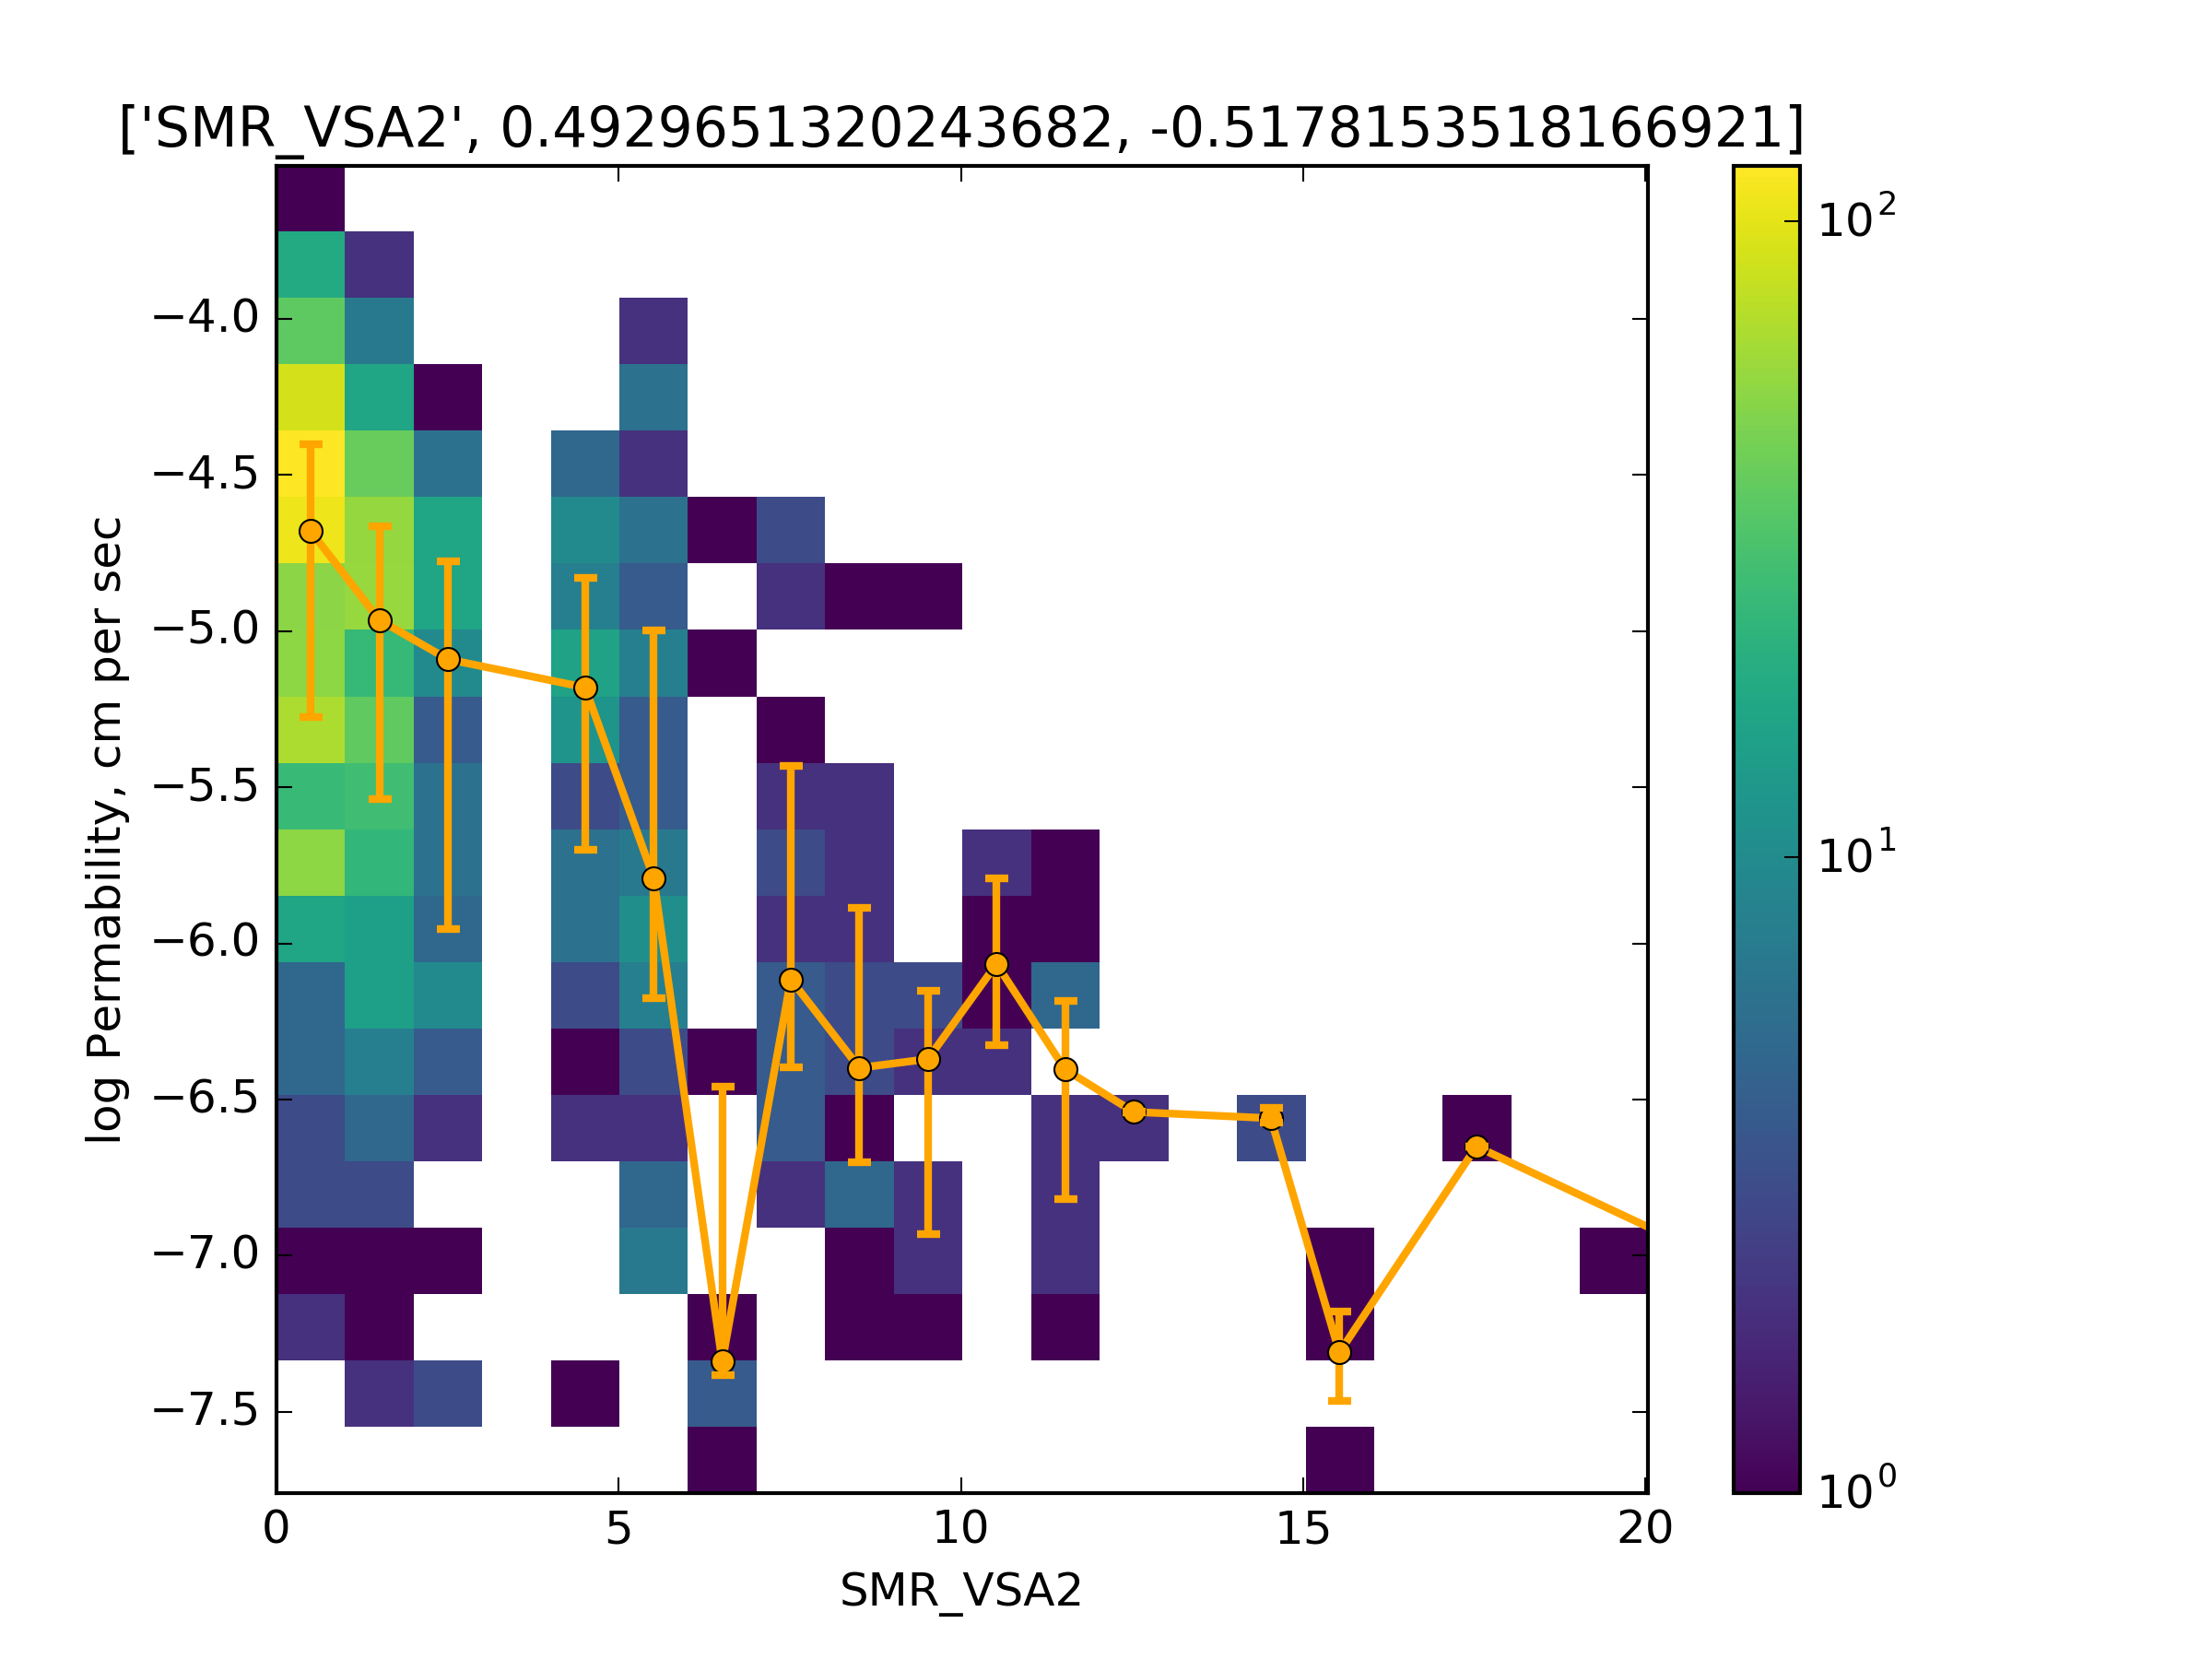 ['SMR_VSA2', 0.4929651320243682, -0.5178153518166921]
10²
−4.0
−4.5
−5.0
−5.5
−6.0
−6.5
−7.0
−7.5
log Permability, cm per sec
10¹
10⁰
0 5 10 15 20
SMR_VSA2